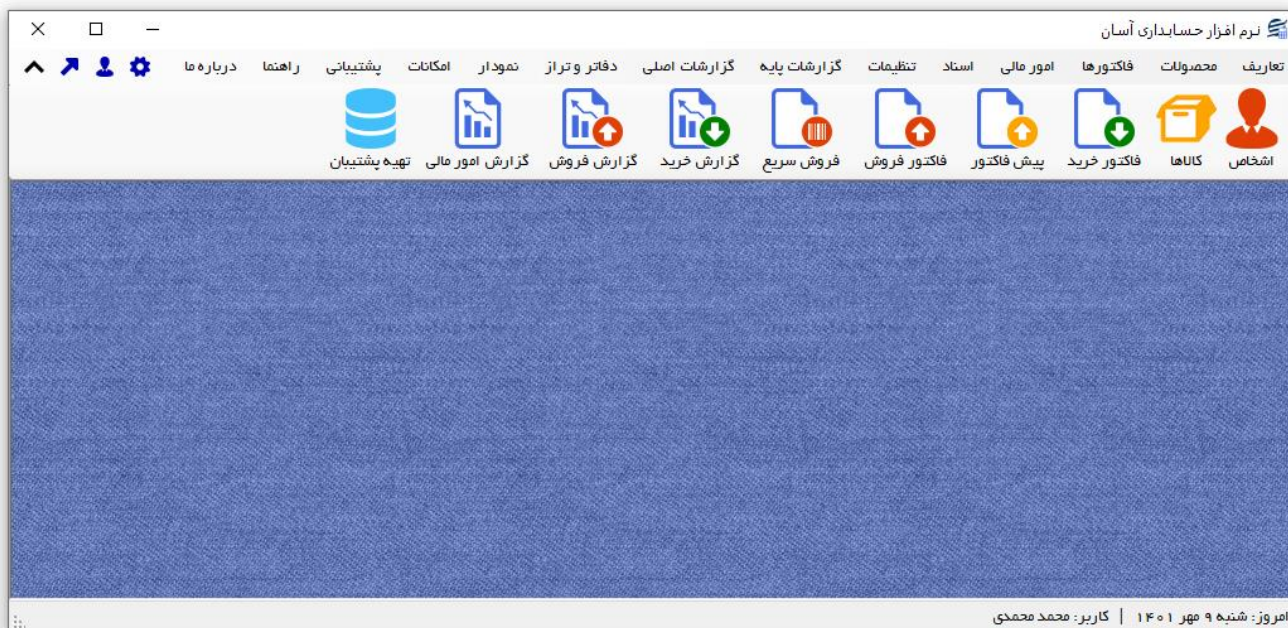 نرم افزار حسابداری آسان
تعاریف محصولات فاکتورها امور مالی اسناد تنظیمات گزارشات پایه گزارشات اصلی دفاتر و تراز نمودار امکانات پشتیبانی راهنما درباره ما
اشخاص کالاها فاکتور خرید پیش فاکتور فاکتور فروش فروش سریع گزارش خرید گزارش فروش گزارش امور مالی تهیه پشتیبان
امروز: شنبه ۹ مهر ۱۴۰۱ | کاربر: محمد محمدی